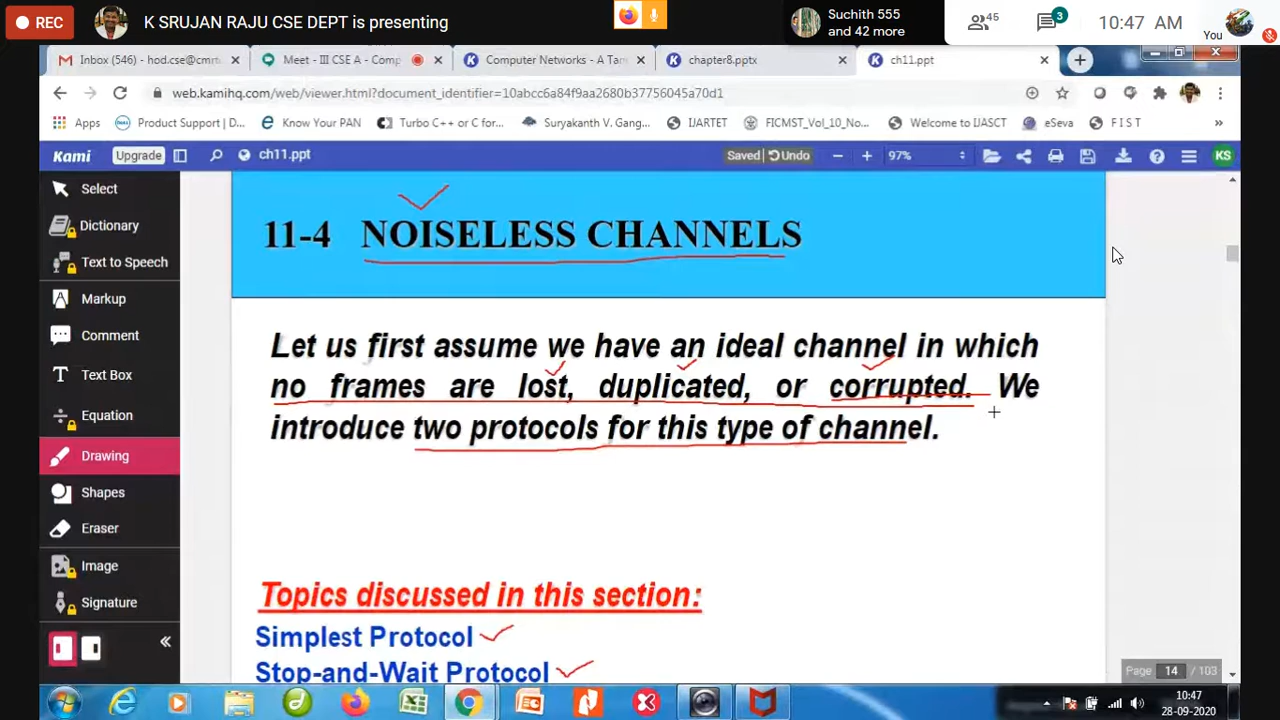 REC
K SRUJAN RAJU CSE DEPT is presenting
Suchith 555
and 42 more
45
3
10:47 AM
You
Inbox (546) - hod.cse@cmrt
Meet - III CSE A - Comp
Computer Networks - A Tan
chapter8.pptx
ch11.ppt
web.kamihq.com/web/viewer.html?document_identifier=10abcc6a84f9aa2680b37756045a70d1
Apps
Product Support | D...
Know Your PAN
Turbo C++ or C for...
Suryakanth V. Gang...
IJARTET
FICMST_Vol_10_No...
Welcome to IJASCT
eSeva
F I S T
»
Kami
Upgrade
ch11.ppt
Saved
Undo
97%
KS
Select
Dictionary
Text to Speech
Markup
Comment
Text Box
Equation
Drawing
Shapes
Eraser
Image
Signature
11-4 NOISELESS CHANNELS
Let us first assume we have an ideal channel in which
no frames are lost, duplicated, or corrupted. We
introduce two protocols for this type of channel.
Topics discussed in this section:
Simplest Protocol
Stop-and-Wait Protocol
Page 14 / 103
10:47
28-09-2020